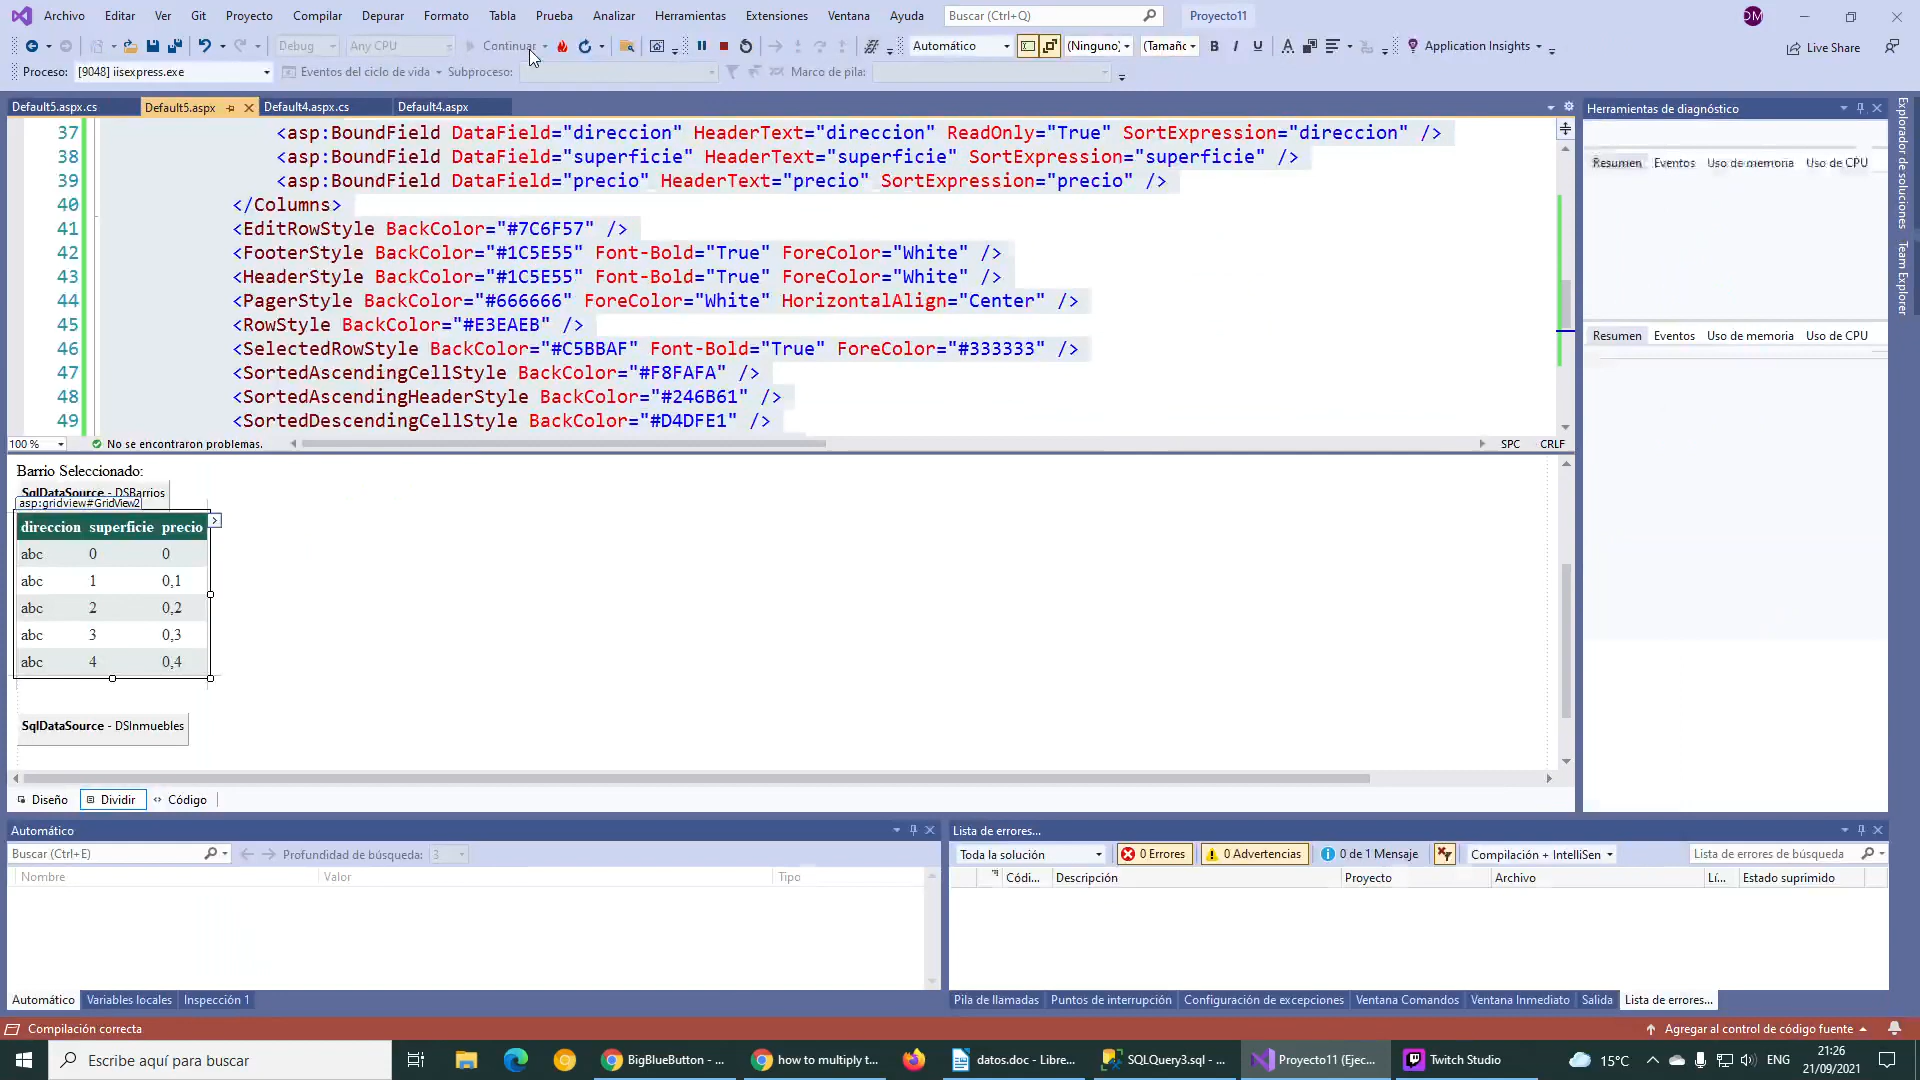 Archivo Editar Ver Git Proyecto Compilar Depurar Formato Tabla Prueba Analizar Herramientas Extensiones Ventana Ayuda Buscar (Ctrl+Q) Proyecto11 DM
Debug Any CPU Continuar Automático (Ninguno) (Tamañc B I U A Application Insights Live Share
Proceso: [9048] iisexpress.exe Eventos del ciclo de vida Subproceso: Marco de pila:
Default5.aspx.cs Default5.aspx Default4.aspx.cs Default4.aspx
37 <asp:BoundField DataField="direccion" HeaderText="direccion" ReadOnly="True" SortExpression="direccion" />
38 <asp:BoundField DataField="superficie" HeaderText="superficie" SortExpression="superficie" />
39 <asp:BoundField DataField="precio" HeaderText="precio" SortExpression="precio" />
40 </Columns>
41 <EditRowStyle BackColor="#7C6F57" />
42 <FooterStyle BackColor="#1C5E55" Font-Bold="True" ForeColor="White" />
43 <HeaderStyle BackColor="#1C5E55" Font-Bold="True" ForeColor="White" />
44 <PagerStyle BackColor="#666666" ForeColor="White" HorizontalAlign="Center" />
45 <RowStyle BackColor="#E3EAEB" />
46 <SelectedRowStyle BackColor="#C5BBAF" Font-Bold="True" ForeColor="#333333" />
47 <SortedAscendingCellStyle BackColor="#F8FAFA" />
48 <SortedAscendingHeaderStyle BackColor="#246B61" />
49 <SortedDescendingCellStyle BackColor="#D4DFE1" />
100 % No se encontraron problemas. SPC CRLF
Barrio Seleccionado:
SqlDataSource - DSBarrios
asp:gridview#GridView2
direccion superficie precio
abc 0 0
abc 1 0,1
abc 2 0,2
abc 3 0,3
abc 4 0,4
SqlDataSource - DSInmuebles
Diseño Dividir Código
Herramientas de diagnóstico
Resumen Eventos Uso de memoria Uso de CPU
Resumen Eventos Uso de memoria Uso de CPU
Explorador de soluciones
Team Explorer
Automático
Buscar (Ctrl+E) Profundidad de búsqueda: 3
Nombre Valor Tipo
Automático Variables locales Inspección 1
Lista de errores...
Toda la solución 0 Errores 0 Advertencias 0 de 1 Mensaje Compilación + IntelliSen Lista de errores de búsqueda
Códi... Descripción Proyecto Archivo Lí... Estado suprimido
Pila de llamadas Puntos de interrupción Configuración de excepciones Ventana Comandos Ventana Inmediato Salida Lista de errores...
Compilación correcta Agregar al control de código fuente
Escribe aquí para buscar BigBlueButton - ... how to multiply t... datos.doc - Libre... SQLQuery3.sql - ... Proyecto11 (Ejec... Twitch Studio 15°C ENG 21:26
21/09/2021